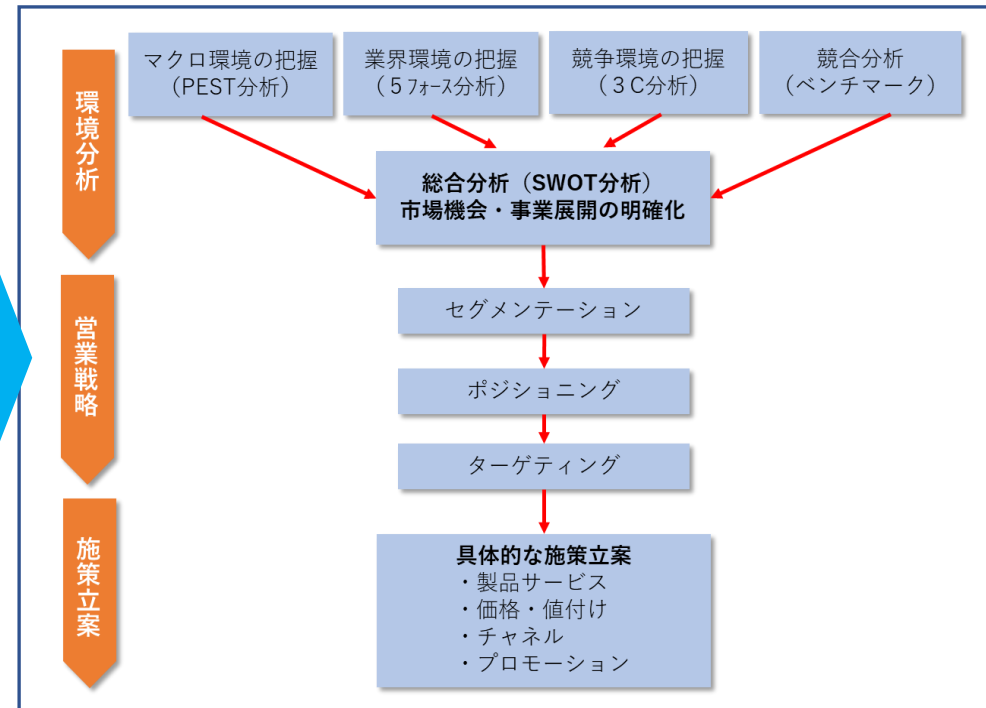 環境分析
マクロ環境の把握
(PEST分析)
業界環境の把握
(５ﾌｫｰｽ分析)
競争環境の把握
(３C分析)
競合分析
(ベンチマーク)
総合分析（SWOT分析）
市場機会・事業展開の明確化
営業戦略
セグメンテーション
ポジショニング
ターゲティング
施策立案
具体的な施策立案
・製品サービス
・価格・値付け
・チャネル
・プロモーション